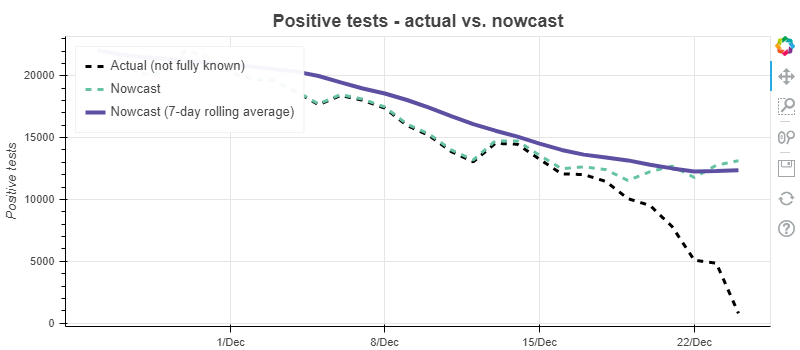 Positive tests - actual vs. nowcast
Actual (not fully known)
Nowcast
Nowcast (7-day rolling average)
Positive tests
20000
15000
10000
5000
0
1/Dec
8/Dec
15/Dec
22/Dec